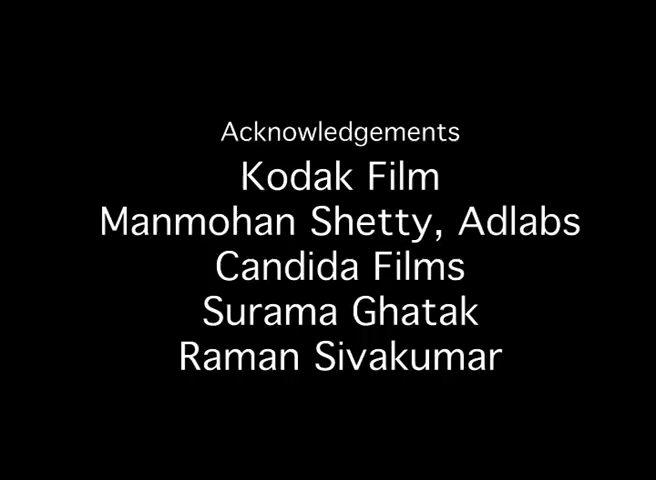 Acknowledgements
Kodak Film
Manmohan Shetty, Adlabs
Candida Films
Surama Ghatak
Raman Sivakumar